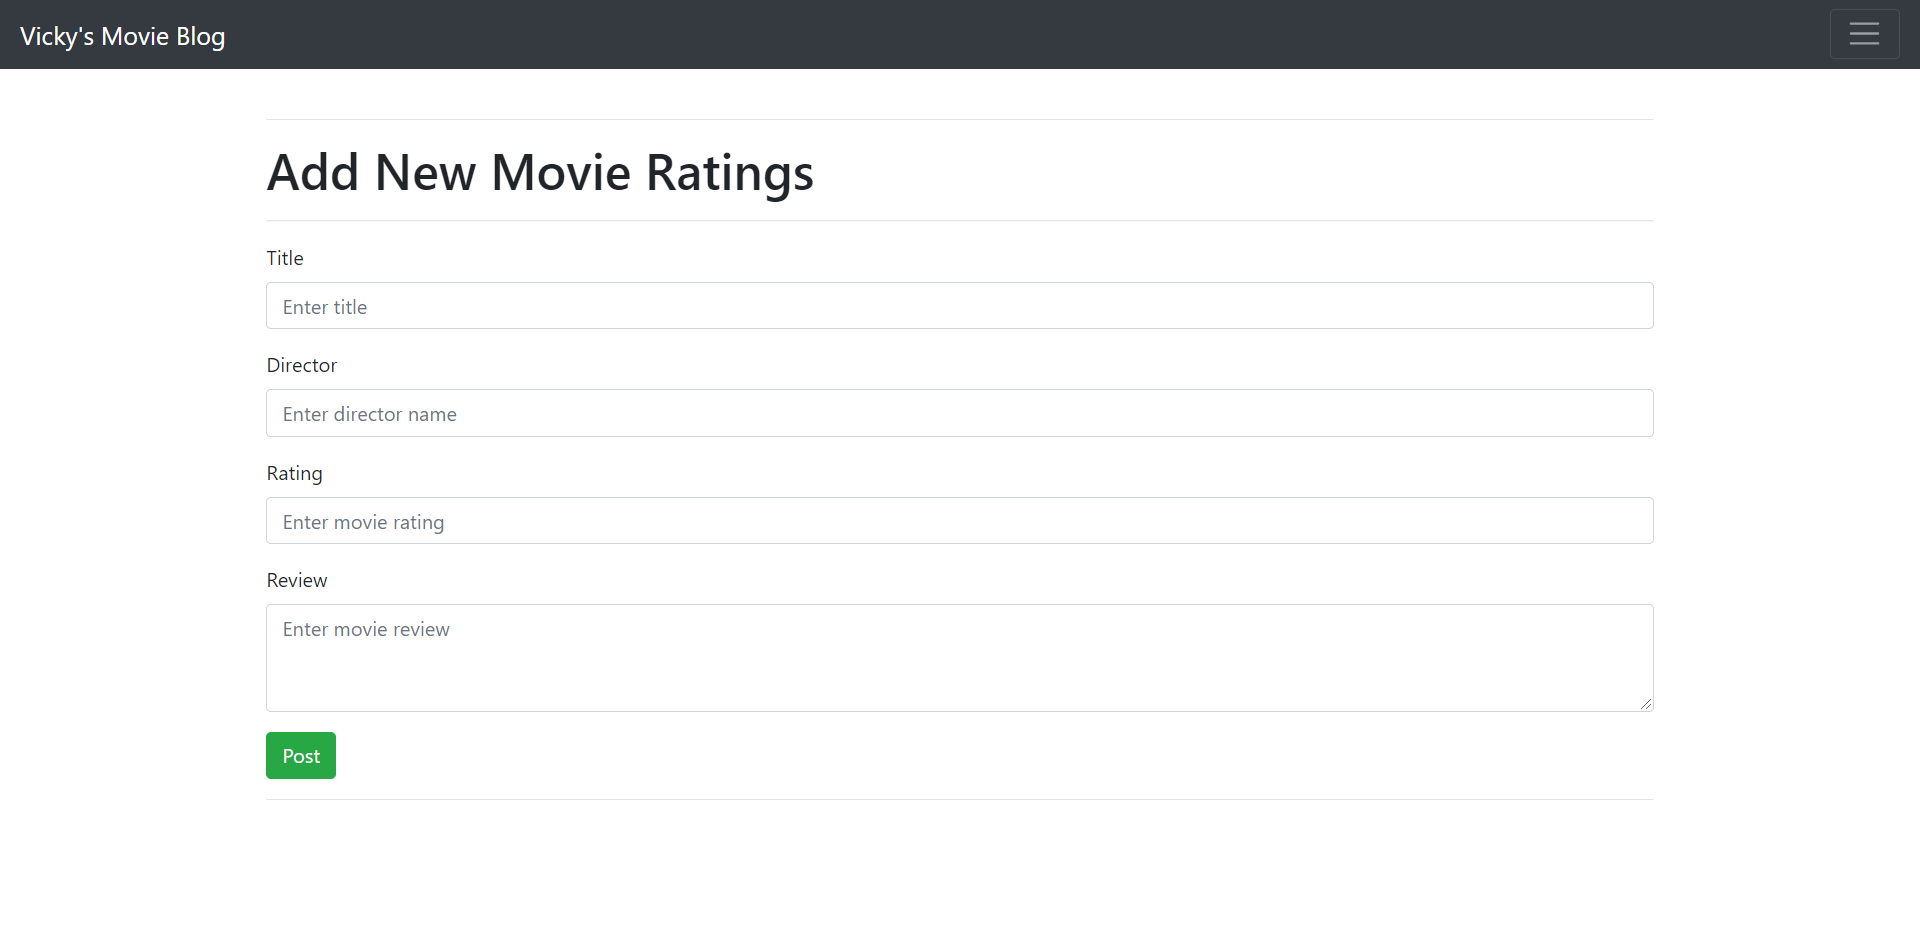 Vicky's Movie Blog
Add New Movie Ratings
Title
Enter title
Director
Enter director name
Rating
Enter movie rating
Review
Enter movie review
Post